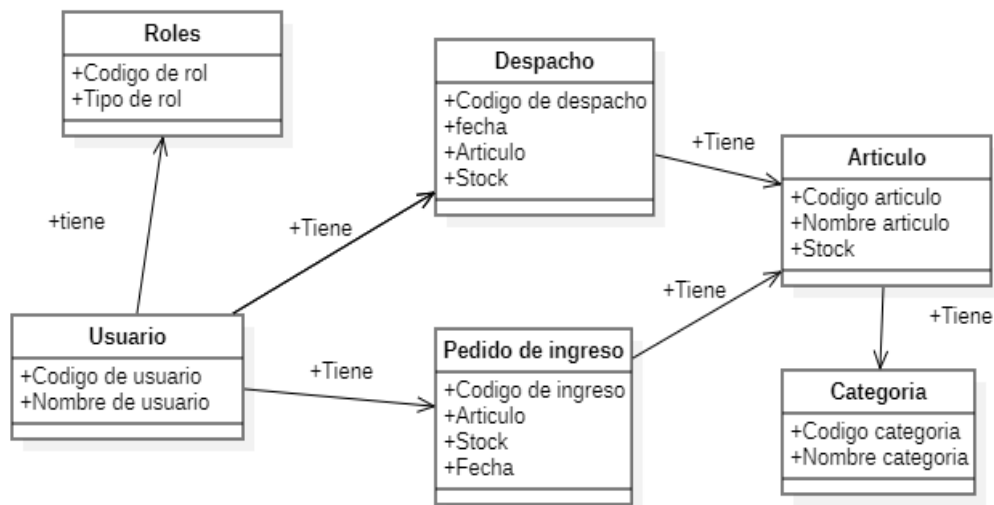 Roles
+Codigo de rol
+Tipo de rol
Despacho
+Codigo de despacho
+fecha
+Articulo
+Stock
+Tiene
Articulo
+Codigo articulo
+Nombre articulo
+Stock
+tiene
+Tiene
+Tiene
+Tiene
Usuario
+Codigo de usuario
+Nombre de usuario
+Tiene
Pedido de ingreso
+Codigo de ingreso
+Articulo
+Stock
+Fecha
Categoria
+Codigo categoria
+Nombre categoria